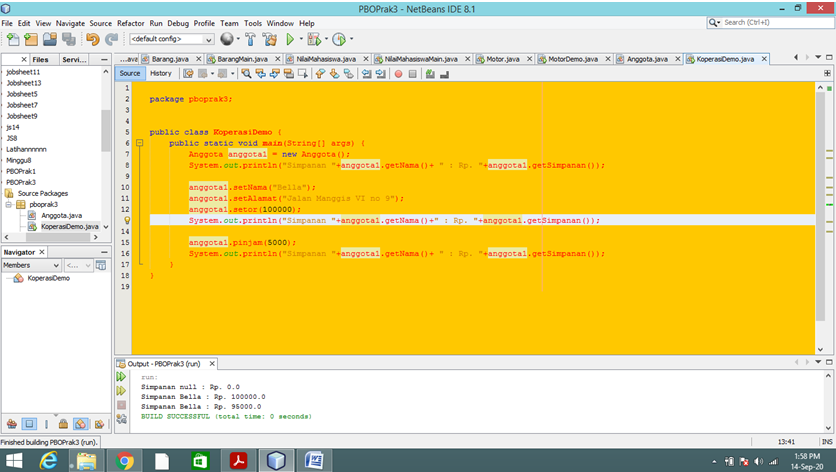 PBOPrak3 - NetBeans IDE 8.1
File Edit View Navigate Source Refactor Run Debug Profile Team Tools Window Help
Search (Ctrl+I)
<default config>
Files Servi...
...ava Barang.java BarangMain.java NilaiMahasiswa.java NilaiMahasiswaMain.java Motor.java MotorDemo.java Anggota.java KoperasiDemo.java
Source History
jobsheet11
Jobsheet13
Jobsheet5
Jobsheet7
Jobsheet9
js14
JS8
Latihannnnnn
Minggu8
PBOPrak1
PBOPrak3
Source Packages
pboprak3
Anggota.java
KoperasiDemo.java
Navigator
Members <...
KoperasiDemo
1
2 package pboprak3;
3
4
5 public class KoperasiDemo {
6 public static void main(String[] args) {
7 Anggota anggota1 = new Anggota();
8 System.out.println("Simpanan "+anggota1.getNama()+ " : Rp. "+anggota1.getSimpanan());
9
10 anggota1.setNama("Bella");
11 anggota1.setAlamat("Jalan Manggis VI no 9");
12 anggota1.setor(100000);
System.out.println("Simpanan "+anggota1.getNama()+" : Rp. "+anggota1.getSimpanan());
14
15 anggota1.pinjam(5000);
16 System.out.println("Simpanan "+anggota1.getNama()+ " : Rp. "+anggota1.getSimpanan());
17 }
18 }
19
Output - PBOPrak3 (run)
run:
Simpanan null : Rp. 0.0
Simpanan Bella : Rp. 100000.0
Simpanan Bella : Rp. 95000.0
BUILD SUCCESSFUL (total time: 0 seconds)
Finished building PBOPrak3 (run).
13:41 INS
1:58 PM
14-Sep-20